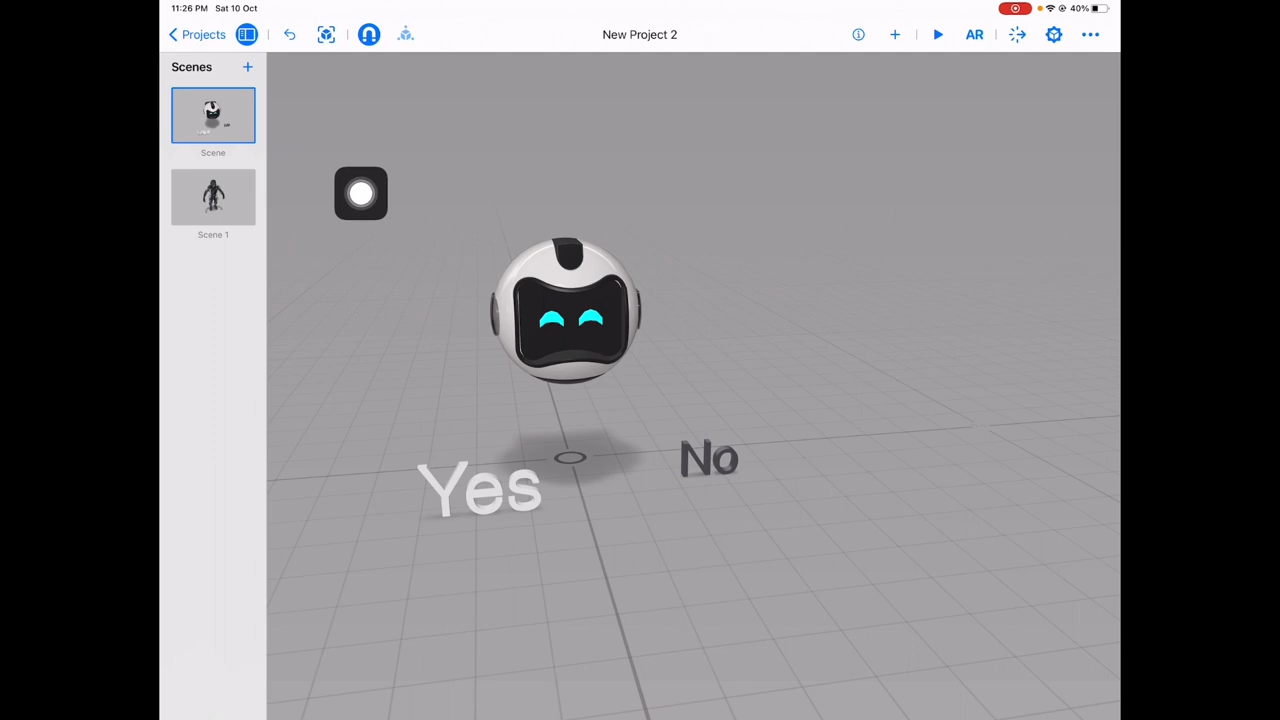 11:26 PM Sat 10 Oct
40%
Projects
New Project 2
AR
Scenes
Scene
Scene 1
Yes
No